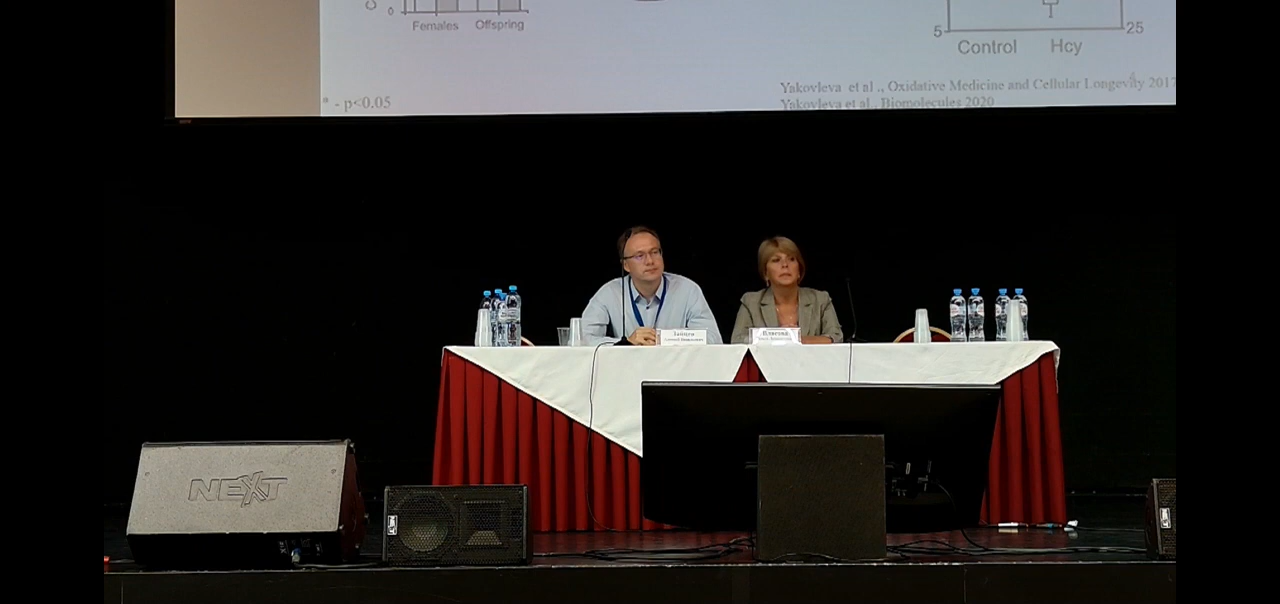 0
Females Offspring
* - p<0.05
5
25
Control Hcy
4
Yakovleva et al ., Oxidative Medicine and Cellular Longevity 2017
Yakovleva et al., Biomolecules 2020
NEXT